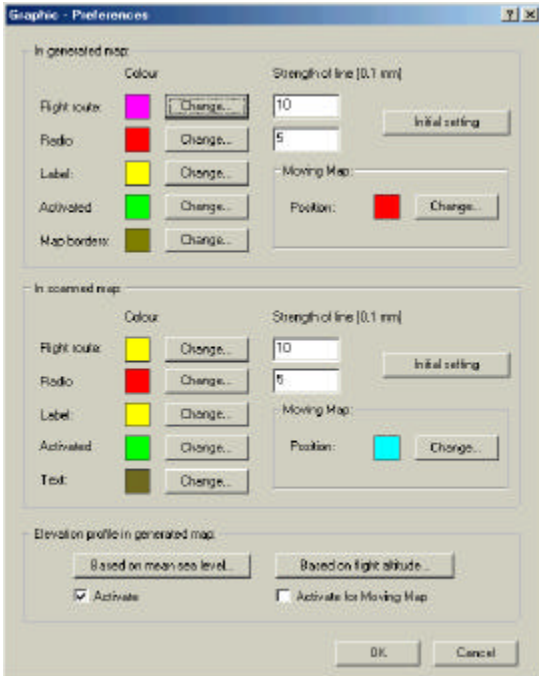 Graphic - Preferences
In generated map:
Colour Strength of line [0.1 mm]
Flight route: Change... 10
Initial setting
Radio Change... 5
Label: Change... Moving Map:
Activated Change... Position: Change...
Map borders: Change...
In scanned map:
Colour Strength of line [0.1 mm]
Flight route: Change... 10
Initial setting
Radio Change... 5
Label: Change... Moving Map:
Activated Change... Position: Change...
Text: Change...
Elevation profile in generated map:
Based on mean sea level... Based on flight altitude...
Activate Activate for Moving Map
OK Cancel